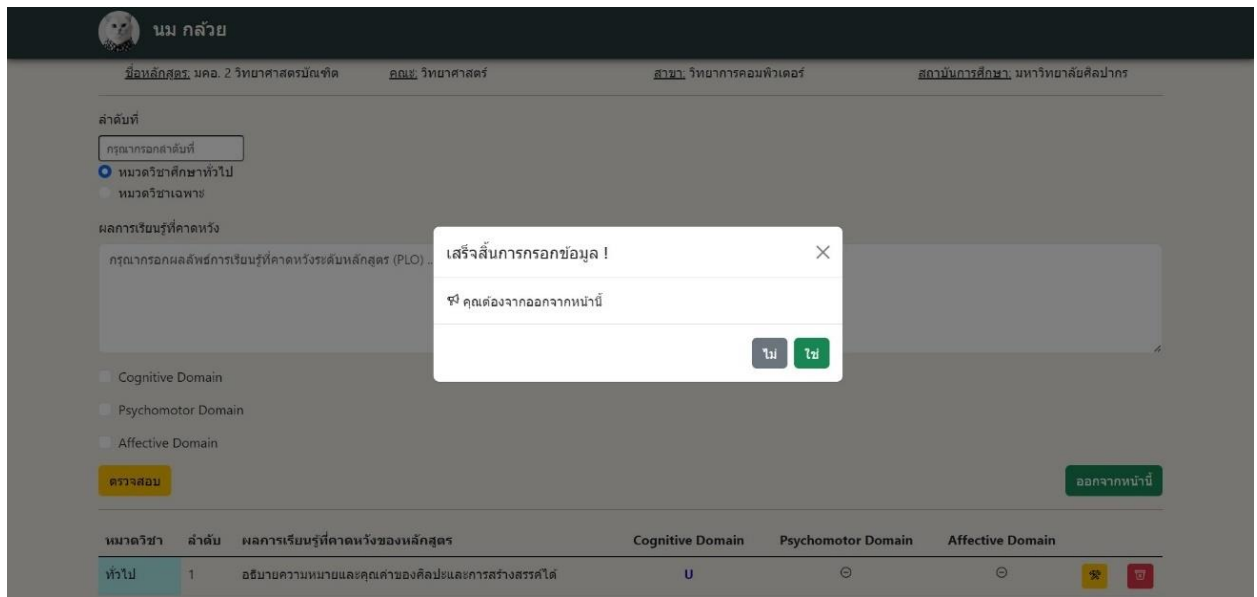 นม กล้วย
ชื่อหลักสูตร: มคอ. 2 วิทยาศาสตรบัณฑิต คณะ: วิทยาศาสตร์ สาขา: วิทยาการคอมพิวเตอร์ สถาบันการศึกษา: มหาวิทยาลัยศิลปากร
ลำดับที่
กรุณากรอกลำดับที่
หมวดวิชาศึกษาทั่วไป
หมวดวิชาเฉพาะ
ผลการเรียนรู้ที่คาดหวัง
กรุณากรอกผลลัพธ์การเรียนรู้ที่คาดหวังระดับหลักสูตร (PLO) ..
เสร็จสิ้นการกรอกข้อมูล !
คุณต้องจากออกจากหน้านี้
ไม่ ใช่
Cognitive Domain
Psychomotor Domain
Affective Domain
ตรวจสอบ ออกจากหน้านี้
หมาดวิชา ลำดับ ผลการเรียนรู้ที่คาดหวังของหลักสูตร Cognitive Domain Psychomotor Domain Affective Domain
ทั่วไป 1 อธิบายความหมายและคุณค่าของศิลปะและการสร้างสรรค์ได้ U